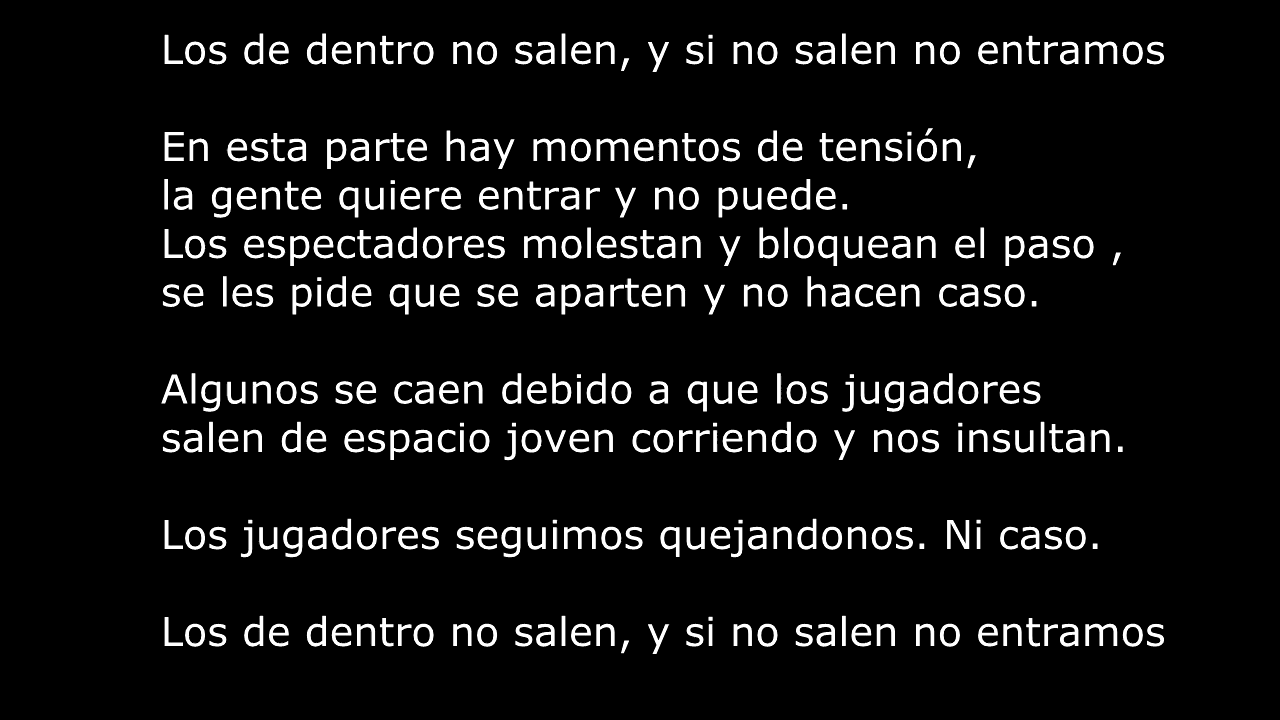 Los de dentro no salen, y si no salen no entramos
En esta parte hay momentos de tensión,
la gente quiere entrar y no puede.
Los espectadores molestan y bloquean el paso ,
se les pide que se aparten y no hacen caso.
Algunos se caen debido a que los jugadores
salen de espacio joven corriendo y nos insultan.
Los jugadores seguimos quejandonos. Ni caso.
Los de dentro no salen, y si no salen no entramos